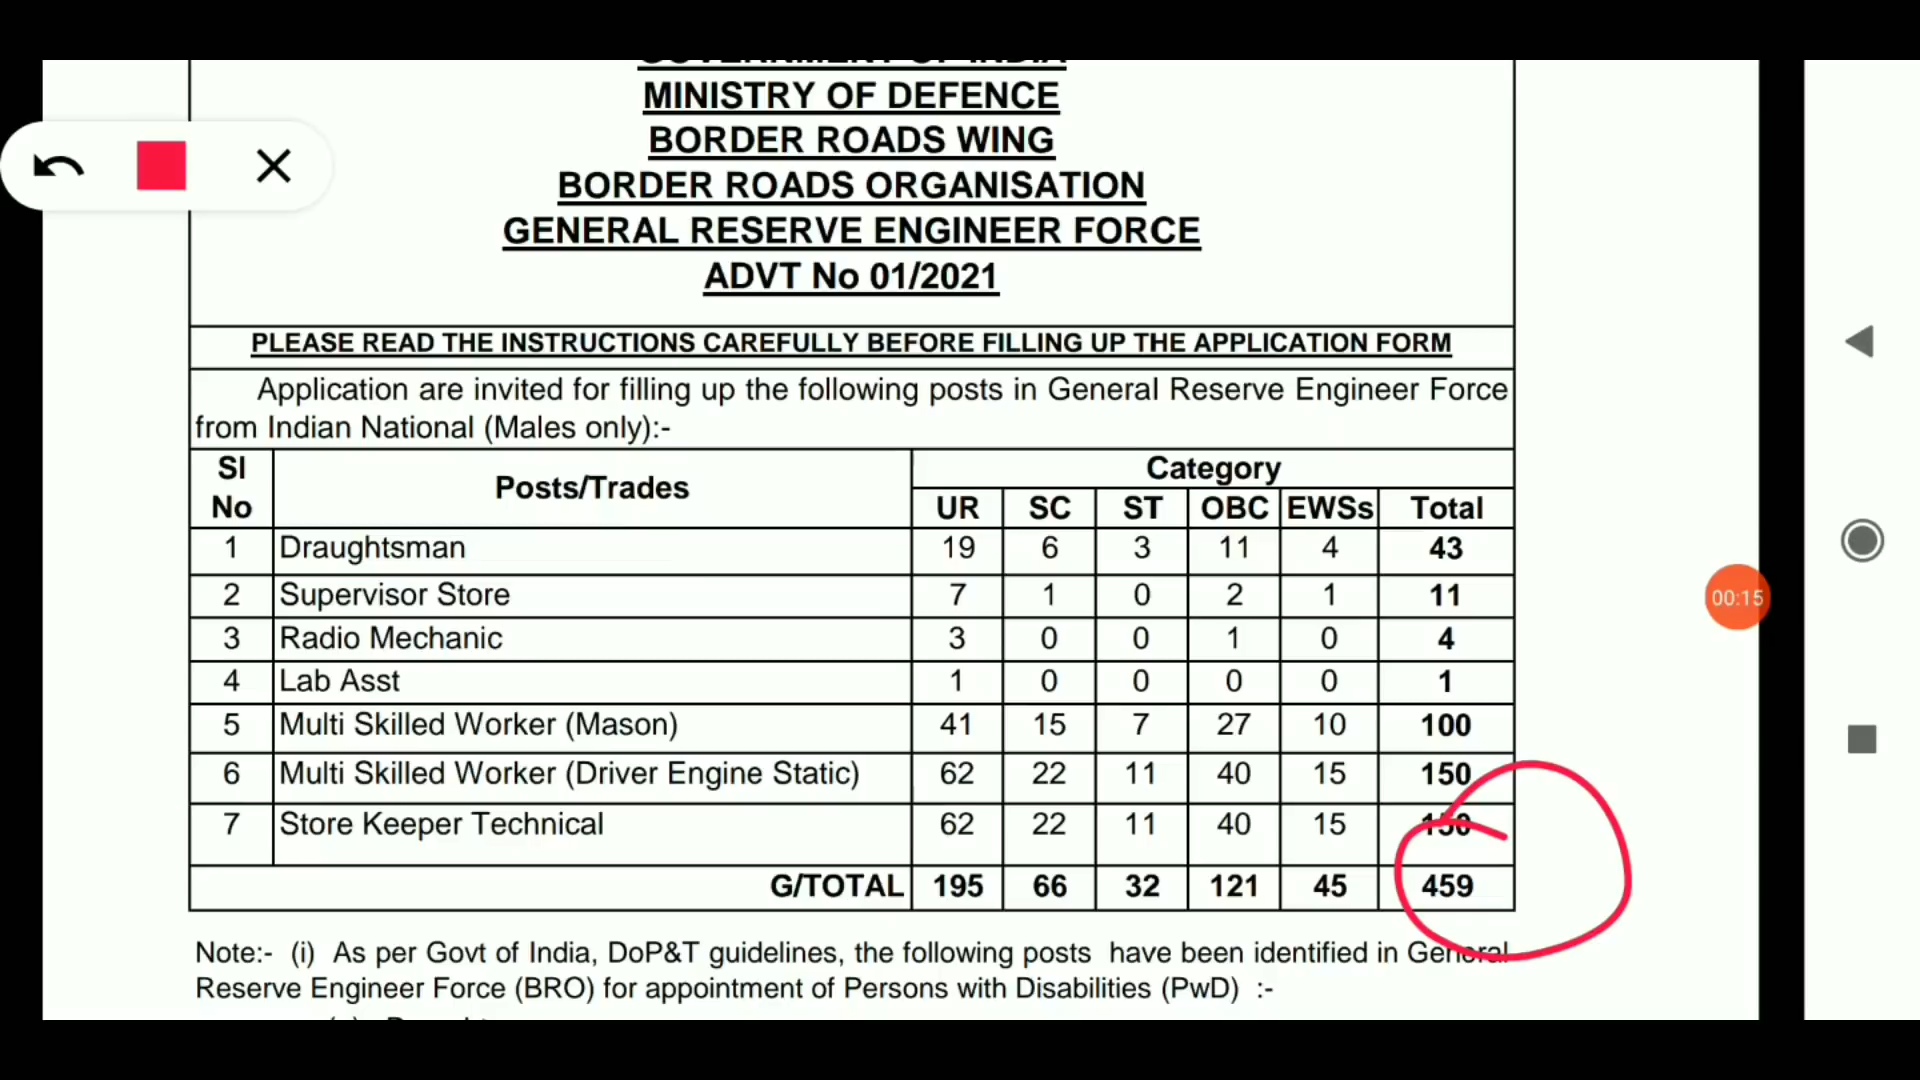 GOVERNMENT OF INDIA
MINISTRY OF DEFENCE
BORDER ROADS WING
BORDER ROADS ORGANISATION
GENERAL RESERVE ENGINEER FORCE
ADVT No 01/2021
PLEASE READ THE INSTRUCTIONS CAREFULLY BEFORE FILLING UP THE APPLICATION FORM
Application are invited for filling up the following posts in General Reserve Engineer Force
from Indian National (Males only):-
Sl No Posts/Trades Category
UR SC ST OBC EWSs Total
1 Draughtsman 19 6 3 11 4 43
2 Supervisor Store 7 1 0 2 1 11
3 Radio Mechanic 3 0 0 1 0 4
4 Lab Asst 1 0 0 0 0 1
5 Multi Skilled Worker (Mason) 41 15 7 27 10 100
6 Multi Skilled Worker (Driver Engine Static) 62 22 11 40 15 150
7 Store Keeper Technical 62 22 11 40 15 150
G/TOTAL 195 66 32 121 45 459
Note:- (i) As per Govt of India, DoP&T guidelines, the following posts have been identified in General
Reserve Engineer Force (BRO) for appointment of Persons with Disabilities (PwD) :-
00:15